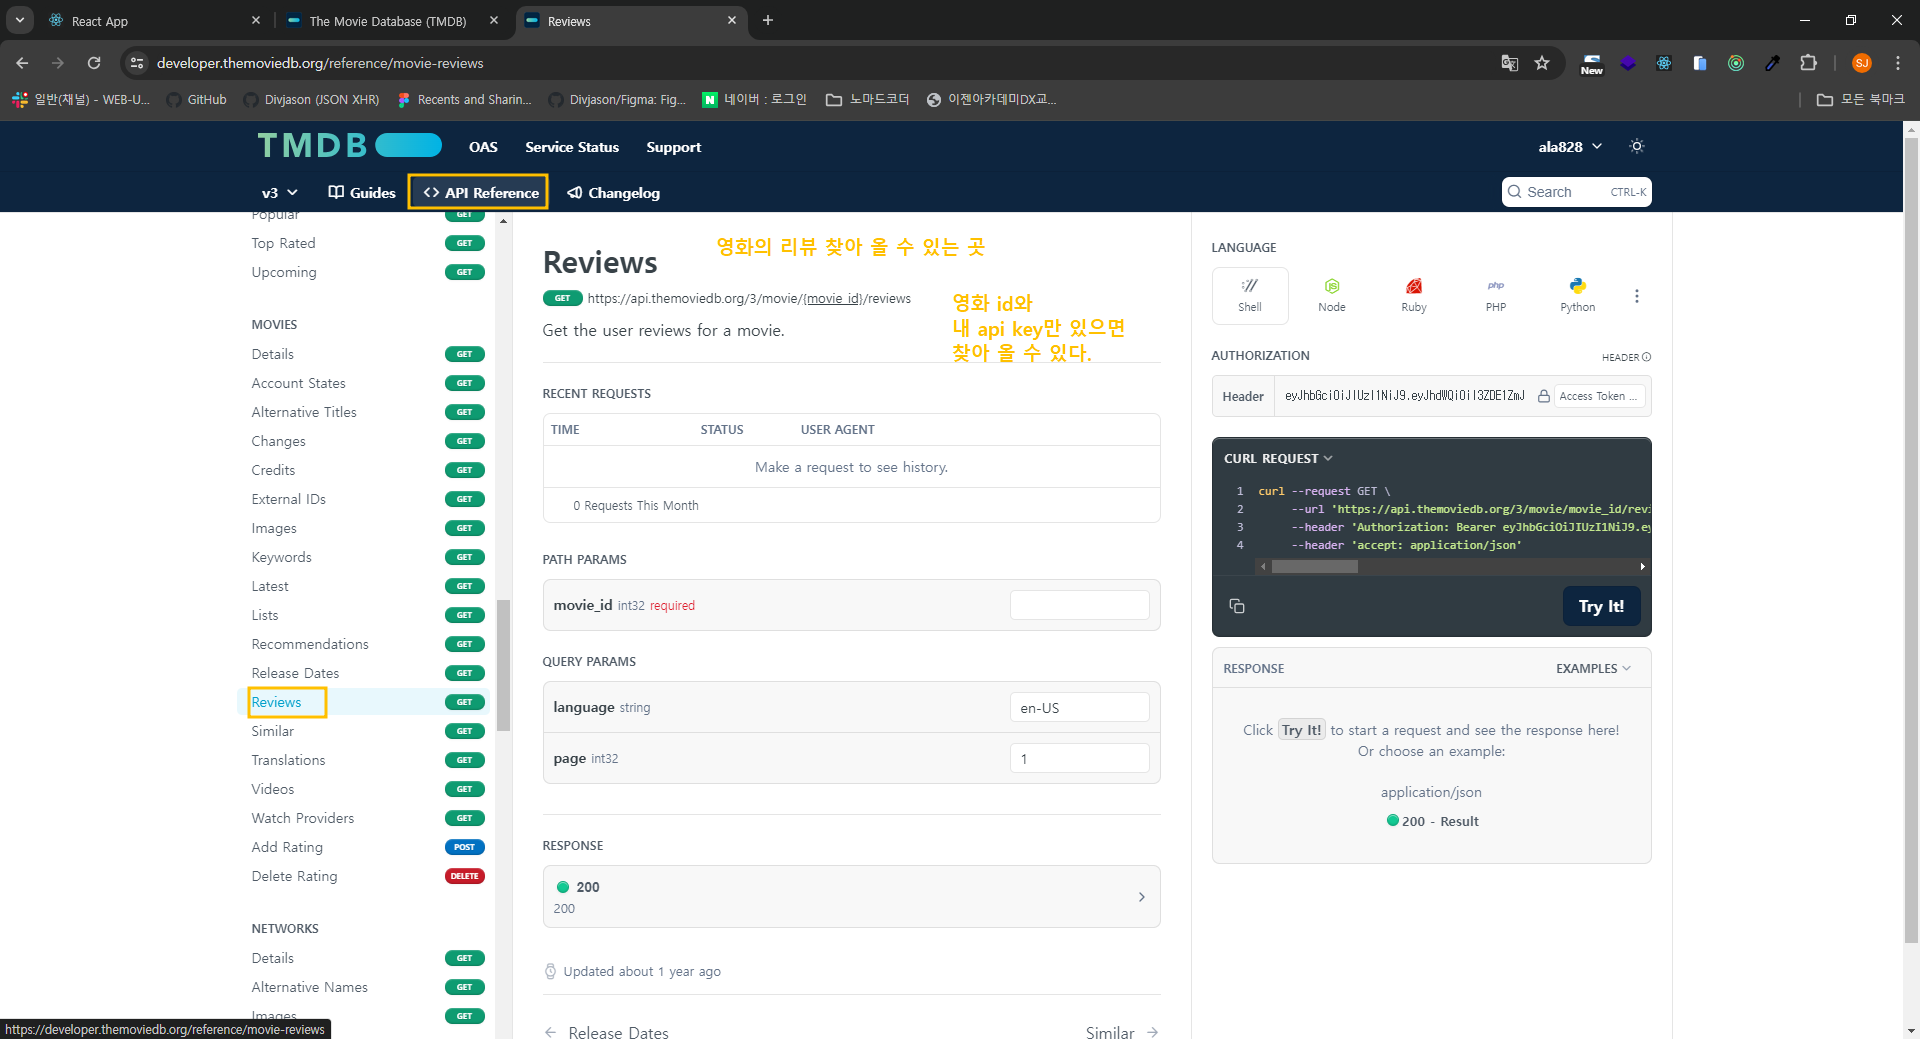 React App
The Movie Database (TMDB)
Reviews
developer.themoviedb.org/reference/movie-reviews
New
SJ
일반(채널) - WEB-U...
GitHub
Divjason (JSON XHR)
Recents and Sharin...
Divjason/Figma: Fig...
N 네이버 : 로그인
노마드코더
이젠아카데미DX교...
모든 북마크
TMDB
OAS
Service Status
Support
ala828
v3
Guides
<> API Reference
Changelog
Search CTRL-K
Popular GET
Top Rated GET
Upcoming GET
MOVIES
Details GET
Account States GET
Alternative Titles GET
Changes GET
Credits GET
External IDs GET
Images GET
Keywords GET
Latest GET
Lists GET
Recommendations GET
Release Dates GET
Reviews GET
Similar GET
Translations GET
Videos GET
Watch Providers GET
Add Rating POST
Delete Rating DELETE
NETWORKS
Details GET
Alternative Names GET
Images GET
https://developer.themoviedb.org/reference/movie-reviews
Reviews
영화의 리뷰 찾아 올 수 있는 곳
GET https://api.themoviedb.org/3/movie/{movie_id}/reviews
Get the user reviews for a movie.
영화 id와
내 api key만 있으면
찾아 올 수 있다.
RECENT REQUESTS
TIME STATUS USER AGENT
Make a request to see history.
0 Requests This Month
PATH PARAMS
movie_id int32 required
QUERY PARAMS
language string en-US
page int32 1
RESPONSE
200
200
Updated about 1 year ago
← Release Dates
Similar →
LANGUAGE
Shell
Node
Ruby
php PHP
Python
AUTHORIZATION HEADER
Header eyJhbGciOiJIUzI1NiJ9.eyJhdWQiOiI3ZDE1ZmJ Access Token ...
CURL REQUEST
1 curl --request GET \
2 --url 'https://api.themoviedb.org/3/movie/movie_id/revi
3 --header 'Authorization: Bearer eyJhbGciOiJIUzI1NiJ9.ey
4 --header 'accept: application/json'
Try It!
RESPONSE EXAMPLES
Click Try It! to start a request and see the response here!
Or choose an example:
application/json
200 - Result